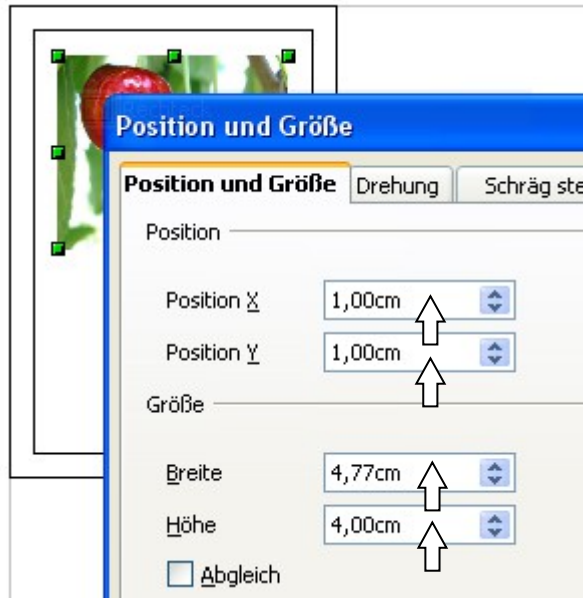 Rechteck
Position und Größe
Position und Größe Drehung Schräg ste
Position
Position X 1,00cm
Position Y 1,00cm
Größe
Breite 4,77cm
Höhe 4,00cm
Abgleich